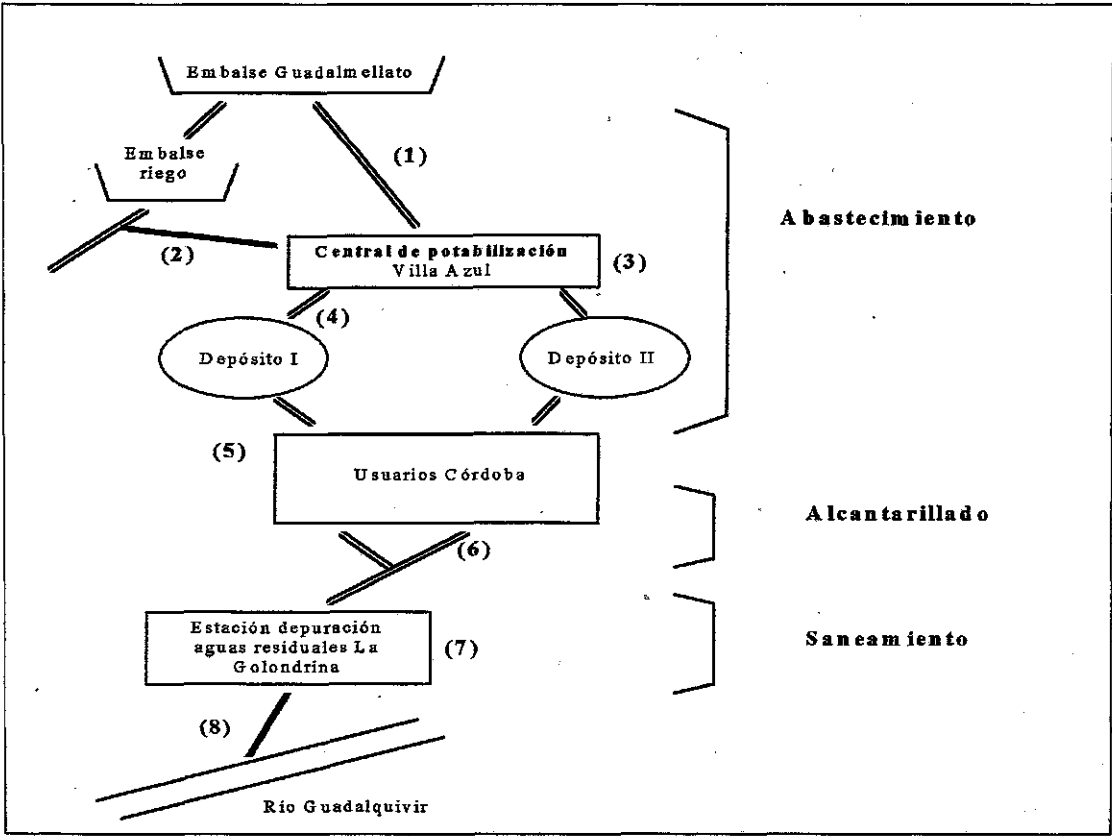 Embalse Guadalmellato
(1)
Embalse
riego
Abastecimiento
(2)
Central de potabilización
Villa Azul
(3)
(4)
Depósito I
Depósito II
(5)
Usuarios Córdoba
Alcantarillado
(6)
Estación depuración
aguas residuales La
Golondrina
(7)
Saneamiento
(8)
Río Guadalquivir